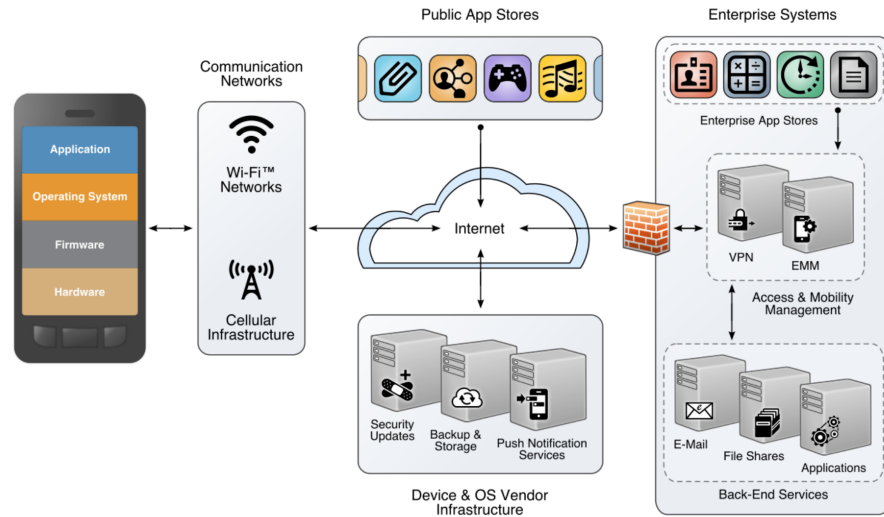 Public App Stores
Enterprise Systems
Communication
Networks
Enterprise App Stores
Application
Operating System
Firmware
Hardware
Wi-Fi™
Networks
Cellular
Infrastructure
Internet
VPN
EMM
Access & Mobility
Management
Security
Updates
Backup &
Storage
Push Notification
Services
Device & OS Vendor
Infrastructure
E-Mail
File Shares
Applications
Back-End Services